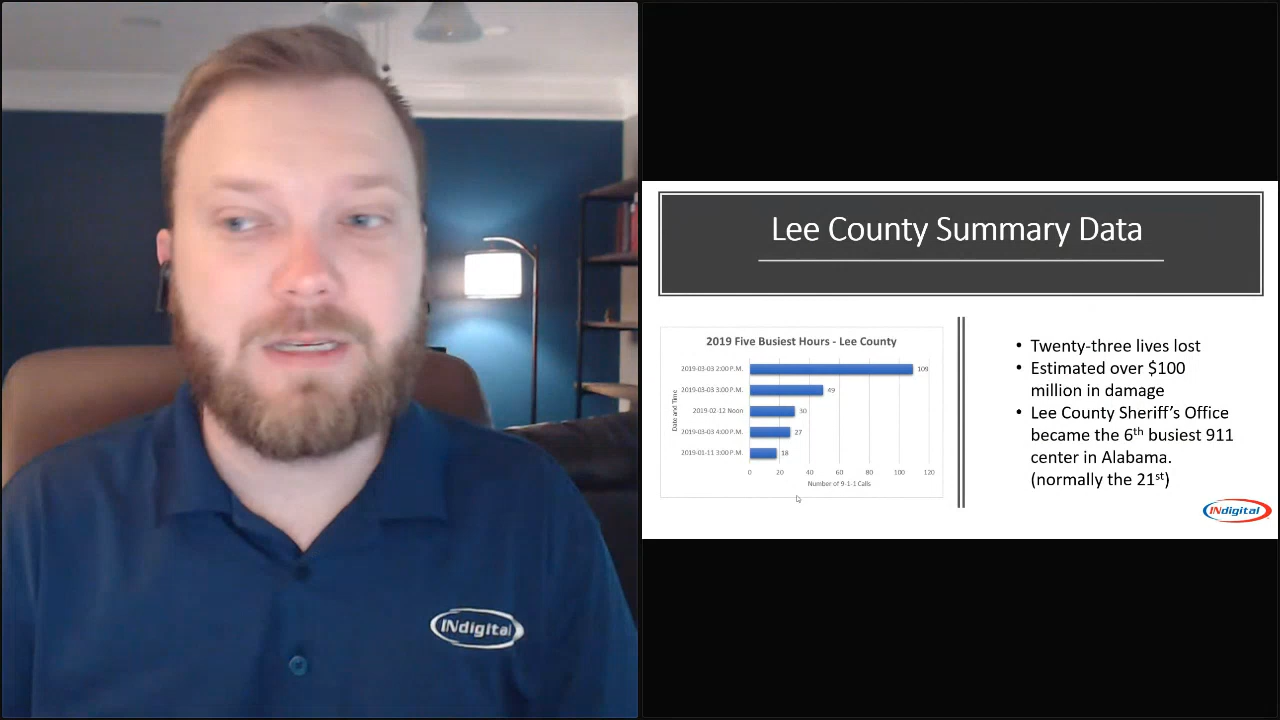 INdigital
Lee County Summary Data
2019 Five Busiest Hours - Lee County
Date and Time
2019-03-03 2:00 P.M. 109
2019-03-03 3:00 P.M. 49
2019-02-12 Noon 30
2019-03-03 4:00 P.M. 27
2019-03-11 3:00 P.M. 18
0 20 40 60 80 100 120
Number of 9-1-1 Calls
• Twenty-three lives lost
• Estimated over $100
million in damage
• Lee County Sheriff's Office
became the 6th busiest 911
center in Alabama.
(normally the 21st)
INdigital